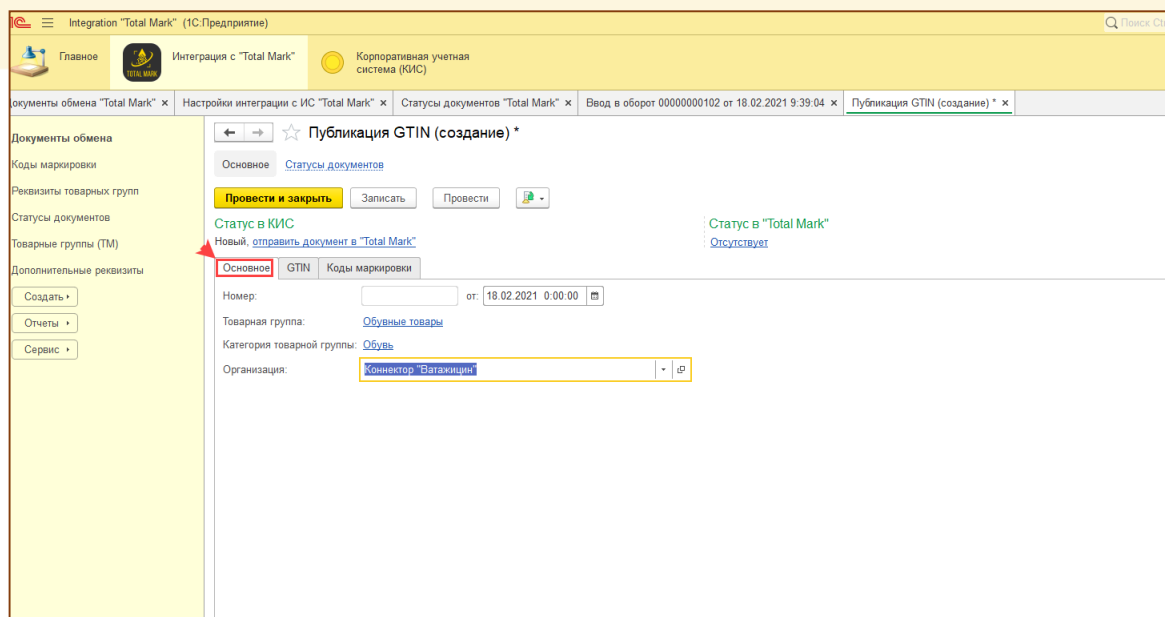 1С Integration "Total Mark" (1С:Предприятие) Поиск Ct
Главное TOTAL MARK Интеграция с "Total Mark" Корпоративная учетная
система (КИС)
окументы обмена "Total Mark" × Настройки интеграции с ИС "Total Mark" × Статусы документов "Total Mark" × Ввод в оборот 00000000102 от 18.02.2021 9:39:04 × Публикация GTIN (создание) * ×
Документы обмена
Коды маркировки
Реквизиты товарных групп
Статусы документов
Товарные группы (ТМ)
Дополнительные реквизиты
Создать
Отчеты
Сервис
Публикация GTIN (создание) *
Основное Статусы документов
Провести и закрыть Записать Провести
Статус в КИС Статус в "Total Mark"
Новый, отправить документ в "Total Mark" Отсутствует
Основное GTIN Коды маркировки
Номер: от: 18.02.2021 0:00:00
Товарная группа: Обувные товары
Категория товарной группы: Обувь
Организация: Коннектор "Ватажицин"